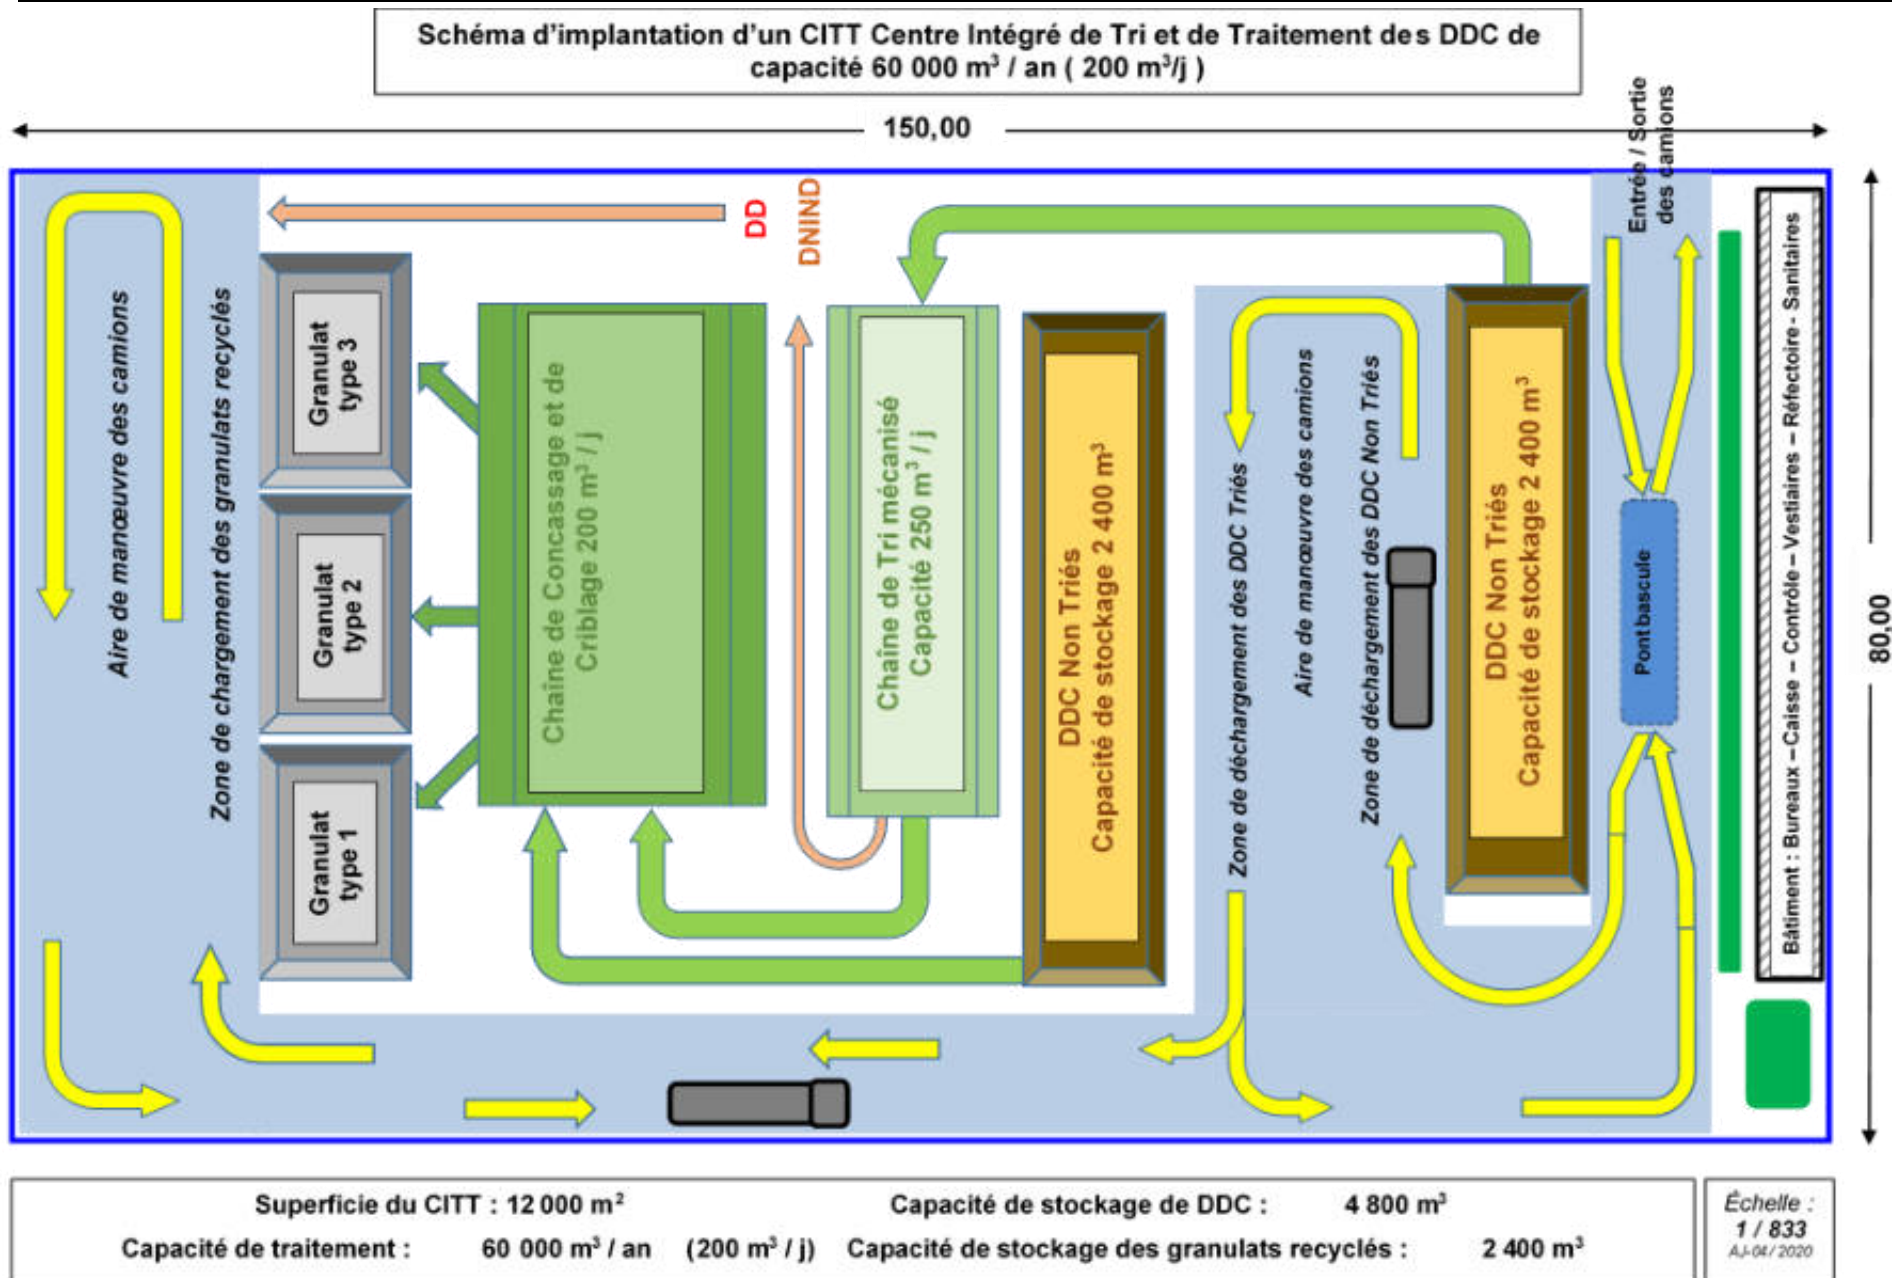 Schéma d'implantation d'un CITT Centre Intégré de Tri et de Traitement des DDC de
capacité 60 000 m³ / an ( 200 m³/j )
150,00
Entrée / Sortie
des camions
80,00
Aire de manœuvre des camions
Zone de chargement des granulats recyclés
DD
DNIND
Granulat
type 3
Granulat
type 2
Granulat
type 1
Chaîne de Concassage et de
Criblage 200 m³ / j
Chaîne de Tri mécanisé
Capacité 250 m³ / j
DDC Non Triés
Capacité de stockage 2 400 m³
Zone de déchargement des DDC Triés
Aire de manœuvre des camions
Zone de déchargement des DDC Non Triés
DDC Non Triés
Capacité de stockage 2 400 m³
Pont bascule
Bâtiment : Bureaux – Caisse – Contrôle – Vestiaires – Réfectoire - Sanitaires
Superficie du CITT : 12 000 m²
Capacité de stockage de DDC : 4 800 m³
Capacité de traitement : 60 000 m³ / an (200 m³ / j)
Capacité de stockage des granulats recyclés : 2 400 m³
Échelle :
1 / 833
AJ-04/2020